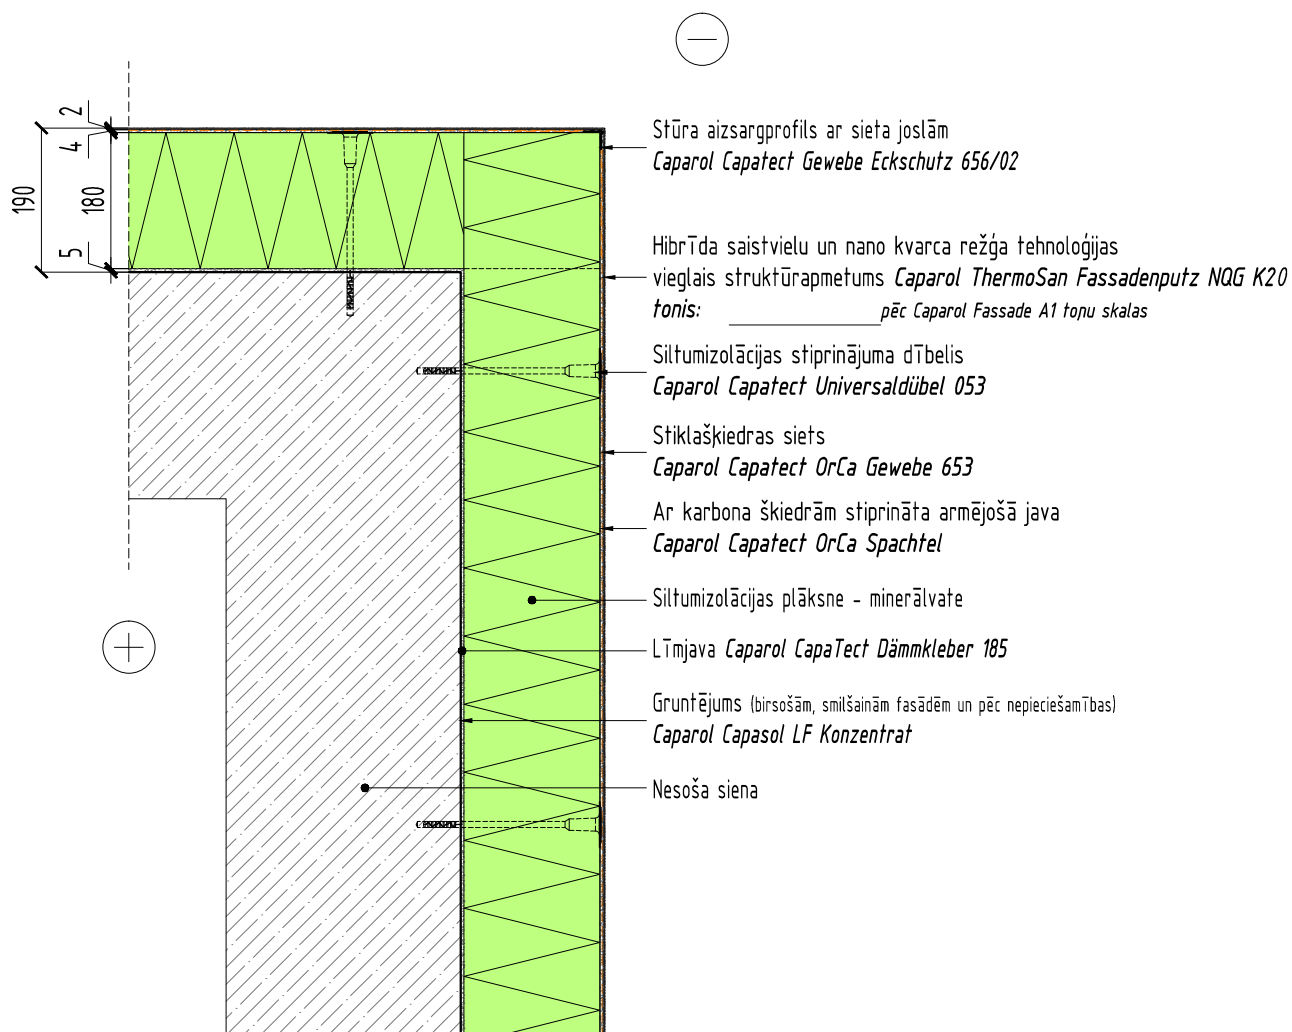 2
4
190
180
5
Stūra aizsargprofils ar sieta joslām
Caparol Capatect Gewebe Eckschutz 656/02
Hibrīda saistvielu un nano kvarca režģa tehnoloģijas
vieglais struktūrapmetums Caparol ThermoSan Fassadenputz NQG K20
tonis: pēc Caparol Fassade A1 toņu skalas
Siltumizolācijas stiprinājuma dībelis
Caparol Capatect Universaldübel 053
Stiklašķiedras siets
Caparol Capatect OrCa Gewebe 653
Ar karbona šķiedrām stiprināta armējošā java
Caparol Capatect OrCa Spachtel
Siltumizolācijas plāksne - minerālvate
Līmjava Caparol CapaTect Dämmkleber 185
Gruntējums (birsošām, smilšainām fasādēm un pēc nepieciešamības)
Caparol Capasol LF Konzentrat
Nesoša siena